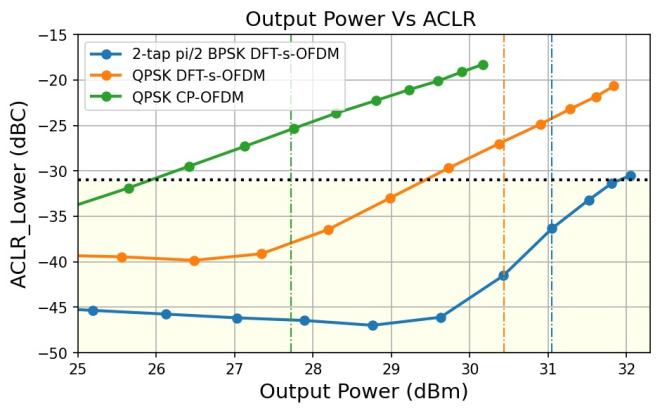 Output Power Vs ACLR
ACLR_Lower (dBC)
−15
−20
−25
−30
−35
−40
−45
−50
2-tap pi/2 BPSK DFT-s-OFDM
QPSK DFT-s-OFDM
QPSK CP-OFDM
25 26 27 28 29 30 31 32
Output Power (dBm)